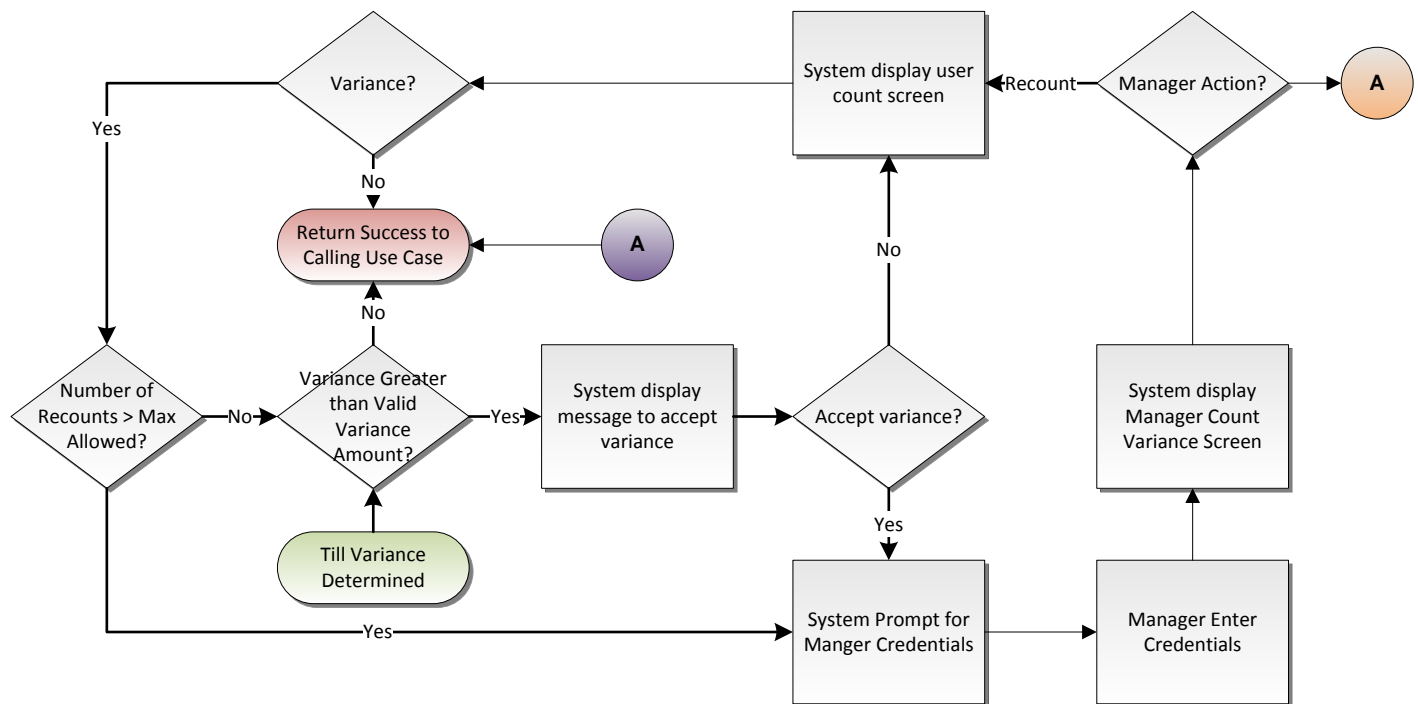 Variance?
System display user
count screen
Recount
Manager Action?
A
Yes
No
Return Success to
Calling Use Case
A
No
No
Number of
Recounts > Max
Allowed?
No
Variance Greater
than Valid
Variance
Amount?
Yes
System display
message to accept
variance
Accept variance?
System display
Manager Count
Variance Screen
Yes
Till Variance
Determined
Yes
System Prompt for
Manger Credentials
Manager Enter
Credentials